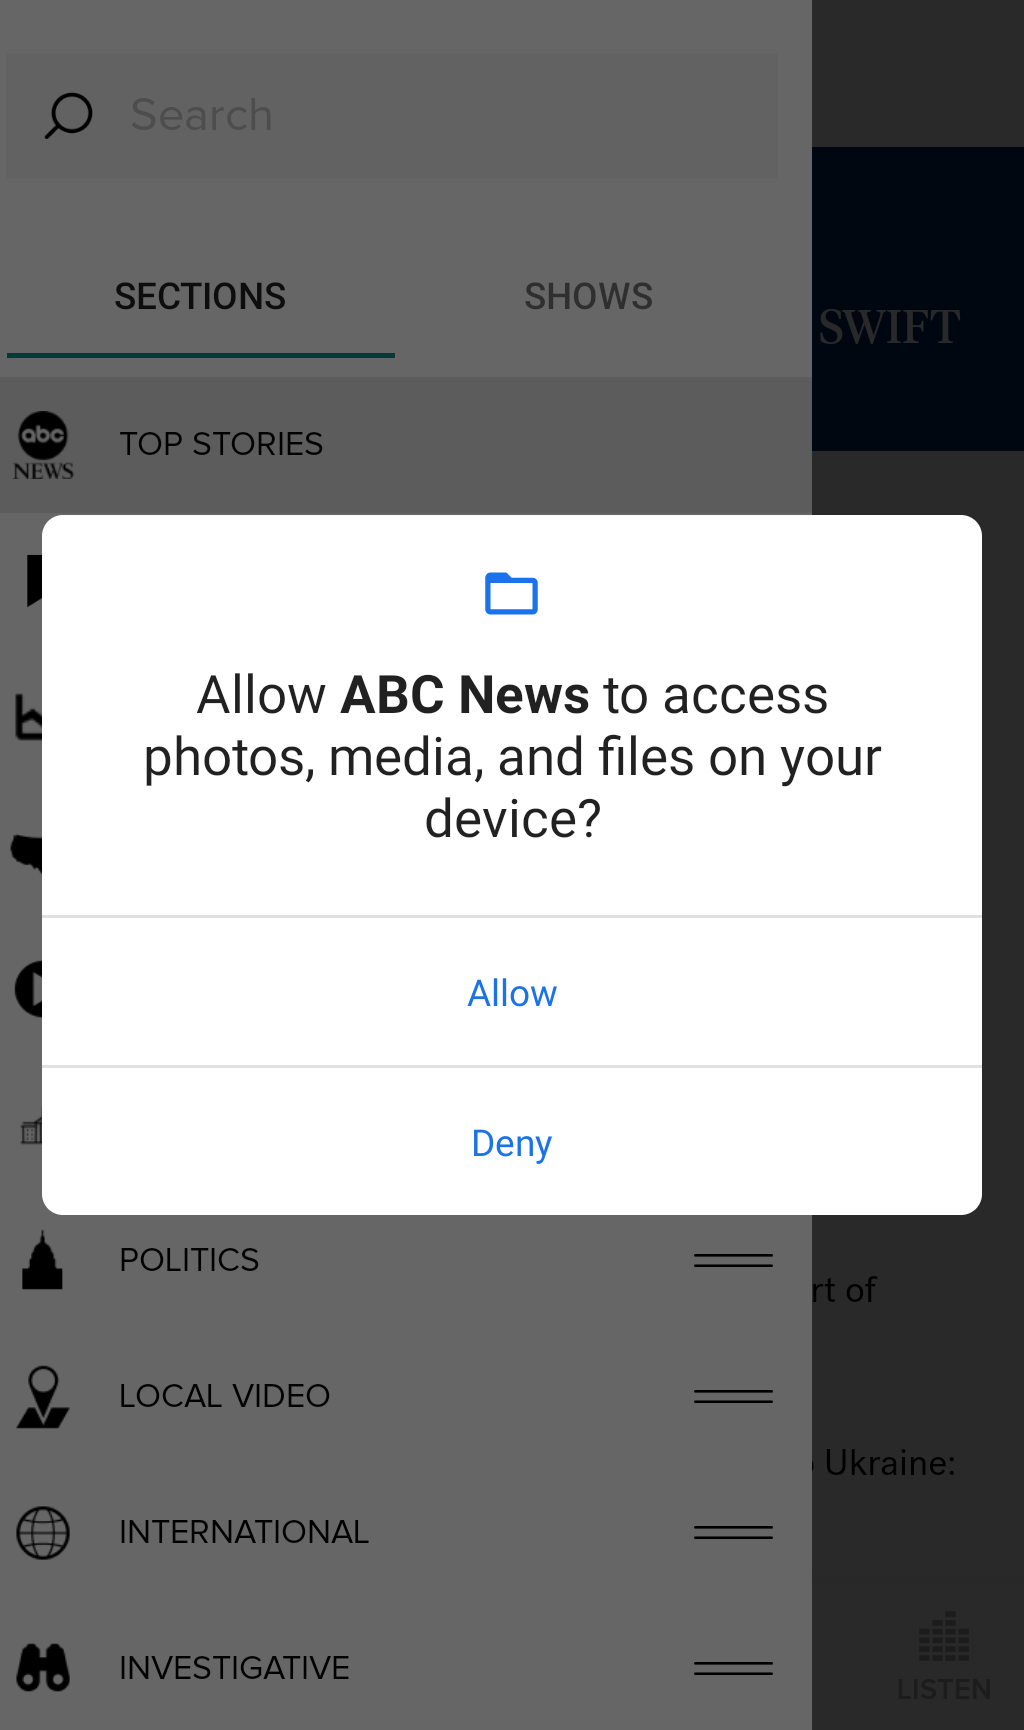 Search
SECTIONS
SHOWS
SWIFT
abc
NEWS
TOP STORIES
Allow ABC News to access
photos, media, and files on your
device?
Allow
Deny
POLITICS
rt of
LOCAL VIDEO
Ukraine:
INTERNATIONAL
INVESTIGATIVE
LISTEN